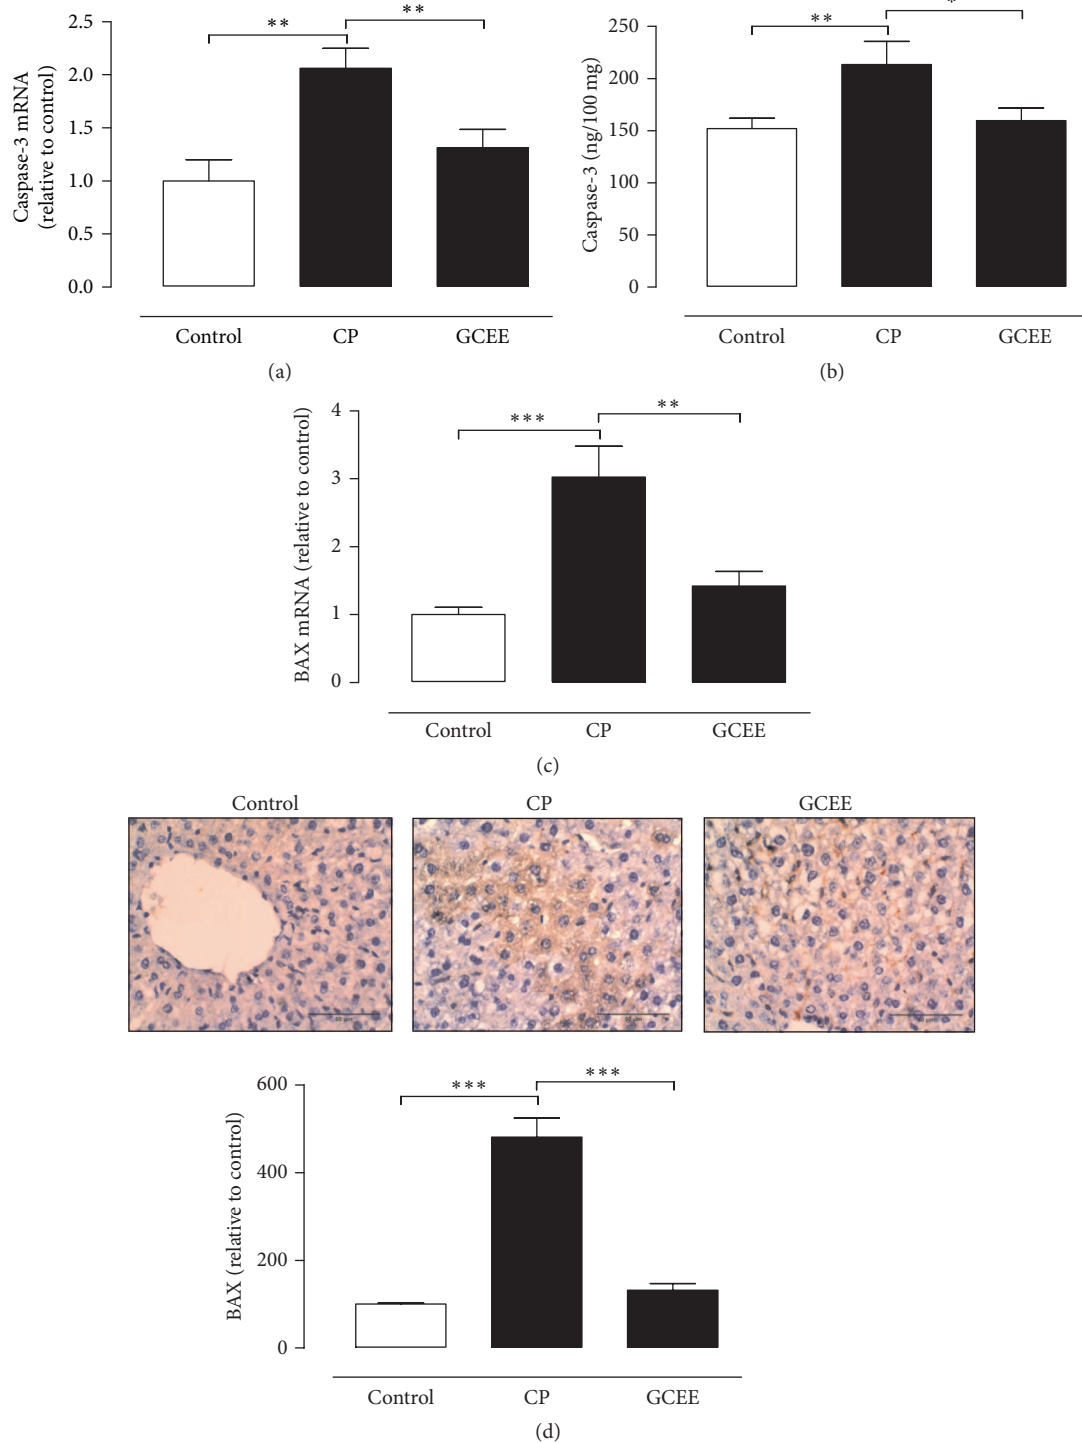 ** **
2.5
2.0
1.5
1.0
0.5
0.0
Caspase-3 mRNA
(relative to control)
Control CP GCEE
(a)
** *
250
200
150
100
50
0
Caspase-3 (ng/100 mg)
Control CP GCEE
(b)
*** **
4
3
2
1
0
BAX mRNA (relative to control)
Control CP GCEE
(c)
Control CP GCEE
*** ***
600
400
200
0
BAX (relative to control)
Control CP GCEE
(d)